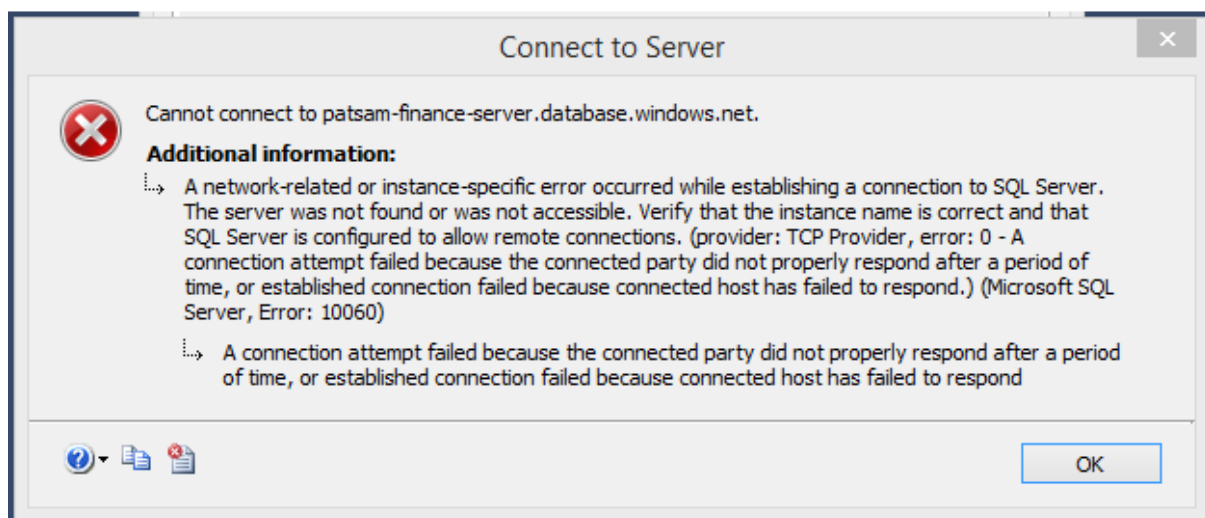 Connect to Server
Cannot connect to patsam-finance-server.database.windows.net.
Additional information:
A network-related or instance-specific error occurred while establishing a connection to SQL Server.
The server was not found or was not accessible. Verify that the instance name is correct and that
SQL Server is configured to allow remote connections. (provider: TCP Provider, error: 0 - A
connection attempt failed because the connected party did not properly respond after a period of
time, or established connection failed because connected host has failed to respond.) (Microsoft SQL
Server, Error: 10060)
A connection attempt failed because the connected party did not properly respond after a period
of time, or established connection failed because connected host has failed to respond
OK